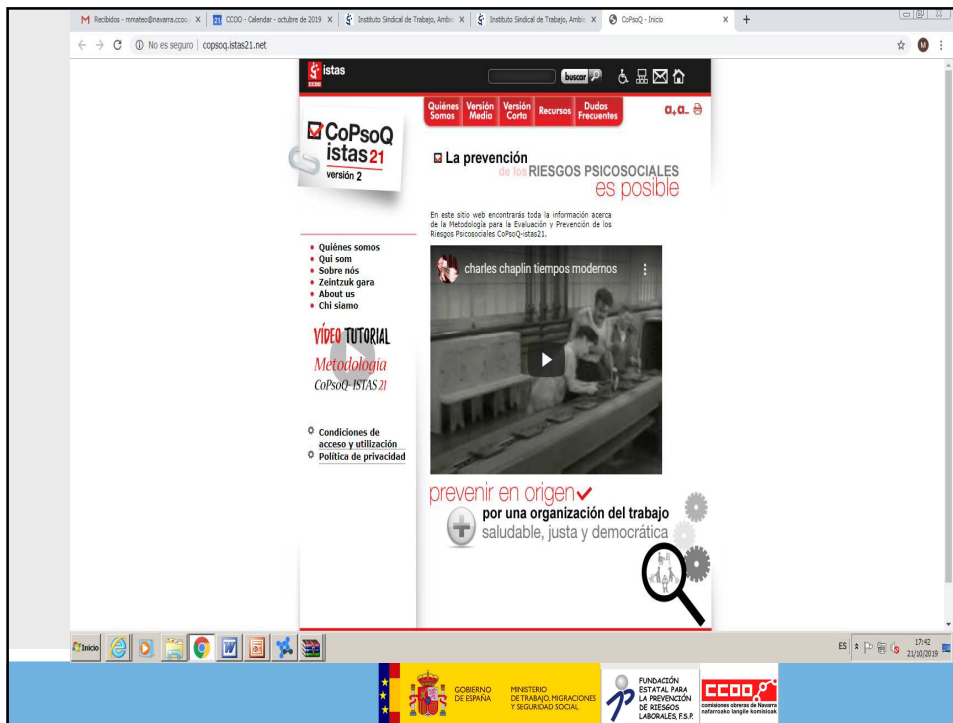 Recibidos - mmateo@navarra.ccoo.
CCOO - Calendar - octubre de 2019
Instituto Sindical de Trabajo, Ambie
Instituto Sindical de Trabajo, Ambie
CoPsoQ - Inicio
No es seguro | copsoq.istas21.net
istas
CCOO
buscar
Quiénes Somos
Versión Media
Versión Corta
Recursos
Dudas Frecuentes
a+ a-
CoPsoQ
istas21
versión 2
La prevención
de los RIESGOS PSICOSOCIALES
es posible
En este sitio web encontrarás toda la información acerca
de la Metodología para la Evaluación y Prevención de los
Riesgos Psicosociales CoPsoQ-istas21.
Quiénes somos
Qui som
Sobre nós
Zeintzuk gara
About us
Chi siamo
VÍDEO TUTORIAL
Metodología
CoPsoQ-ISTAS 21
Condiciones de
acceso y utilización
Política de privacidad
charles chaplin tiempos modernos
prevenir en origen
por una organización del trabajo
saludable, justa y democrática
Inicio
ES
17:42
21/10/2019
GOBIERNO
DE ESPAÑA
MINISTERIO
DE TRABAJO, MIGRACIONES
Y SEGURIDAD SOCIAL
FUNDACIÓN
ESTATAL PARA
LA PREVENCIÓN
DE RIESGOS
LABORALES, F.S.P.
CCOO
comisiones obreras de Navarra
nafarroako langile komisioak